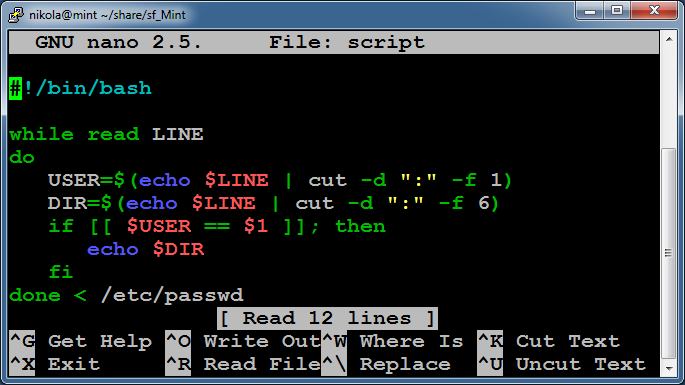 nikola@mint ~/share/sf_Mint
GNU nano 2.5. File: script
#!/bin/bash
while read LINE
do
USER=$(echo $LINE | cut -d ":" -f 1)
DIR=$(echo $LINE | cut -d ":" -f 6)
if [[ $USER == $1 ]]; then
echo $DIR
fi
done < /etc/passwd
[ Read 12 lines ]
^G Get Help ^O Write Out ^W Where Is ^K Cut Text
^X Exit ^R Read File ^\ Replace ^U Uncut Text